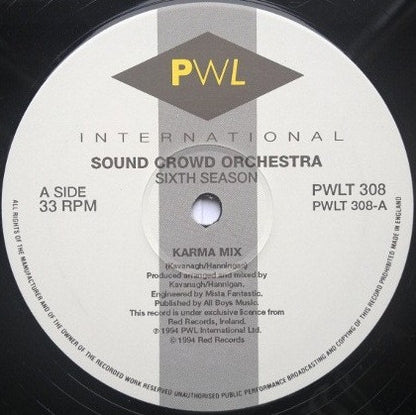 PWL
INTERNATIONAL
SOUND CROWD ORCHESTRA
SIXTH SEASON
A SIDE
33 RPM
PWLT 308
PWLT 308-A
KARMA MIX
(Kavanagh/Hanningan)
Produced arranged and mixed by
Kavanagh/Hannigan.
Engineered by Mista Fantastic.
Published by All Boys Music.
This record is under exclusive licence from
Red Records, Ireland.
℗ 1994 PWL International Ltd.
© 1994 Red Records
ALL RIGHTS OF THE MANUFACTURER AND OF THE OWNER OF THE RECORDED WORK RESERVED UNAUTHORISED PUBLIC PERFORMANCE BROADCASTING AND COPYING OF THIS RECORD PROHIBITED MADE IN ENGLAND